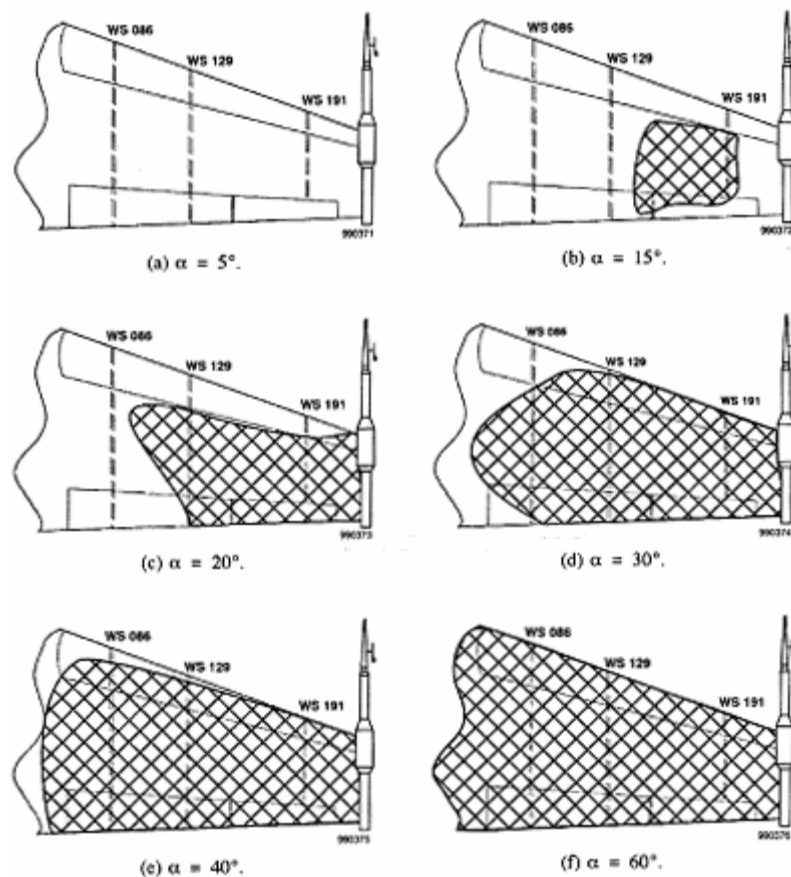 WS 086
WS 129
WS 191
990371
(a) α = 5°.
WS 085
WS 129
WS 191
990372
(b) α = 15°.
WS 086
WS 129
WS 191
990373
(c) α = 20°.
WS 086
WS 129
WS 191
990374
(d) α = 30°.
WS 086
WS 129
WS 191
990375
(e) α = 40°.
WS 086
WS 129
WS 191
990376
(f) α = 60°.